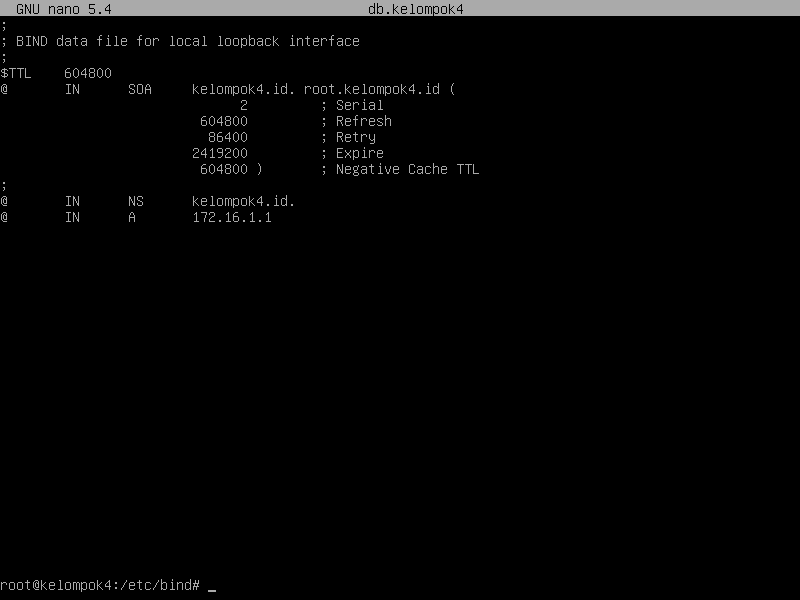 GNU nano 5.4 db.kelompok4
;
; BIND data file for local loopback interface
;
$TTL 604800
@ IN SOA kelompok4.id. root.kelompok4.id (
2 ; Serial
604800 ; Refresh
86400 ; Retry
2419200 ; Expire
604800 ) ; Negative Cache TTL
;
@ IN NS kelompok4.id.
@ IN A 172.16.1.1
root@kelompok4:/etc/bind# _